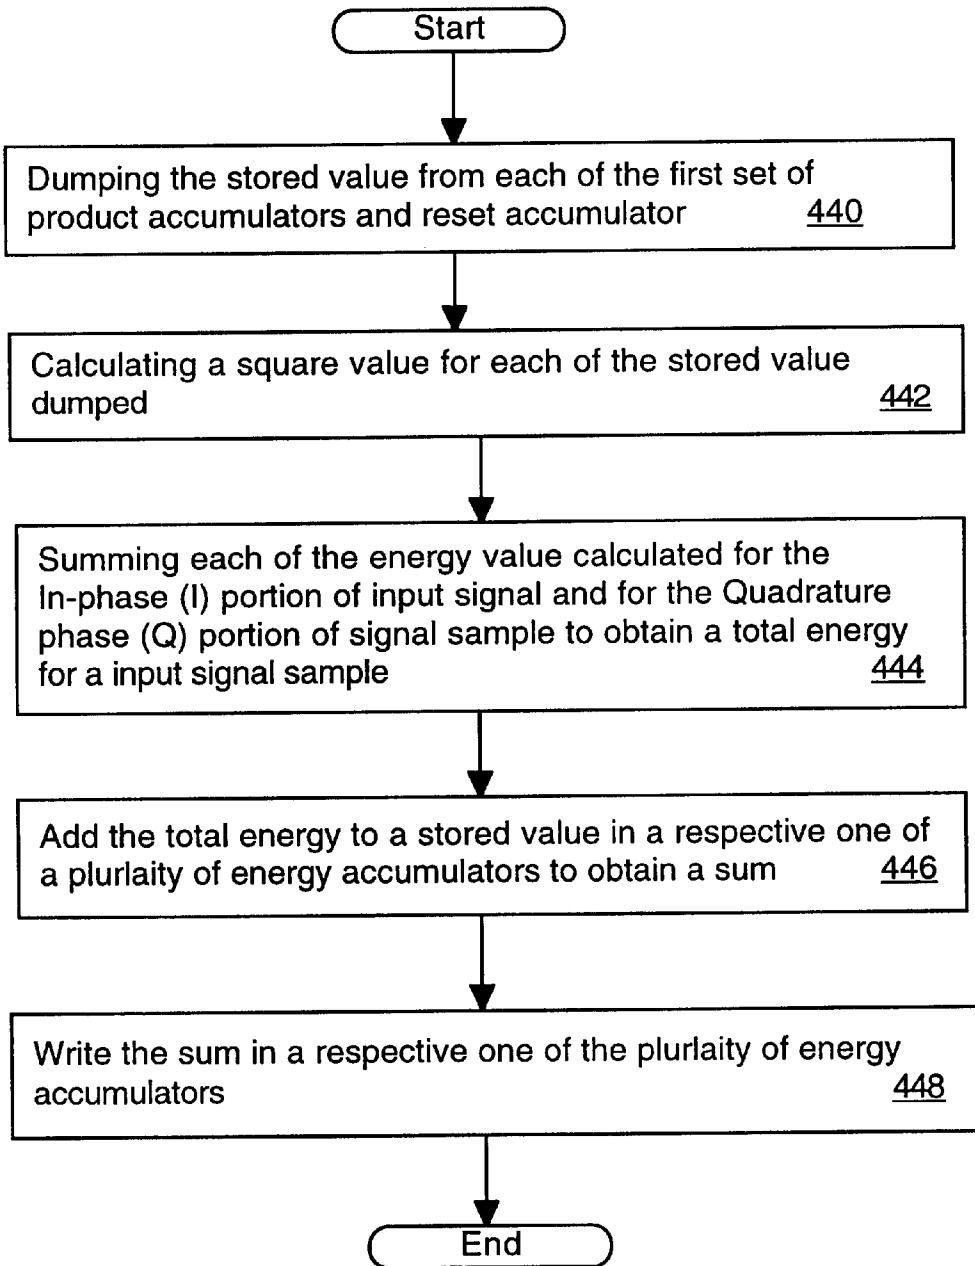 Start
Dumping the stored value from each of the first set of
product accumulators and reset accumulator 440
Calculating a square value for each of the stored value
dumped 442
Summing each of the energy value calculated for the
In-phase (I) portion of input signal and for the Quadrature
phase (Q) portion of signal sample to obtain a total energy
for a input signal sample 444
Add the total energy to a stored value in a respective one of
a plurlaity of energy accumulators to obtain a sum 446
Write the sum in a respective one of the plurlaity of energy
accumulators 448
End